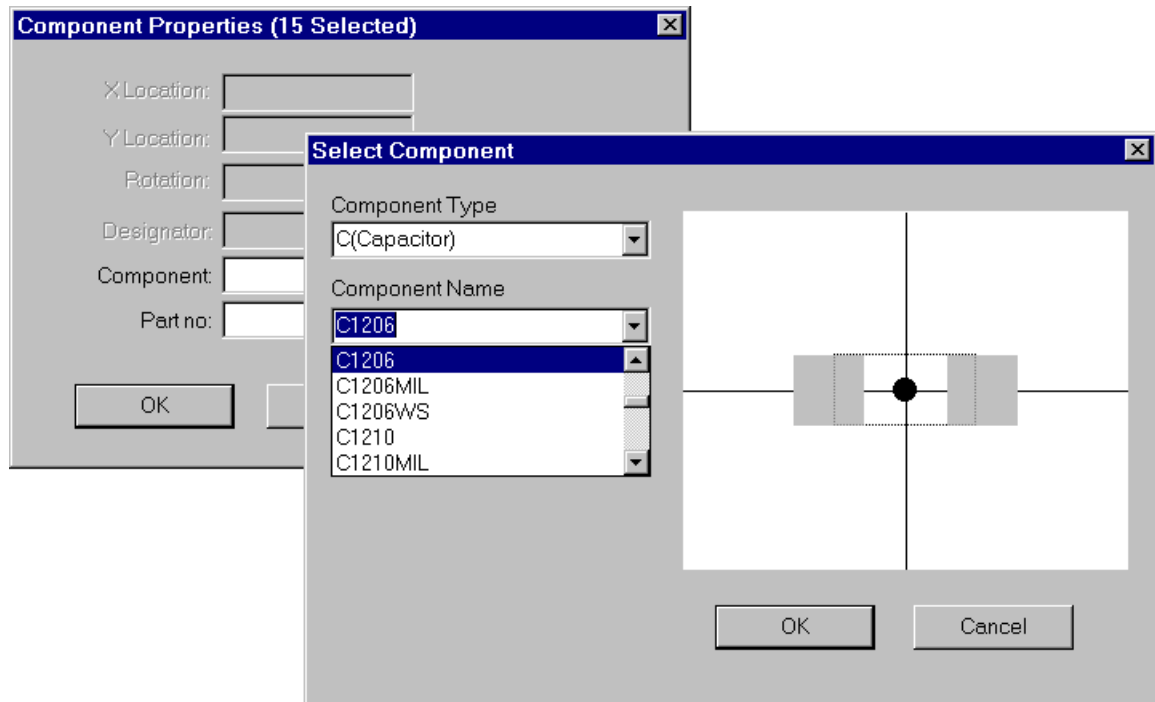 Component Properties (15 Selected)
X Location:
Y Location:
Rotation:
Designator:
Component:
Part no:
OK
Select Component
Component Type
C(Capacitor)
Component Name
C1206
C1206
C1206MIL
C1206WS
C1210
C1210MIL
OK
Cancel